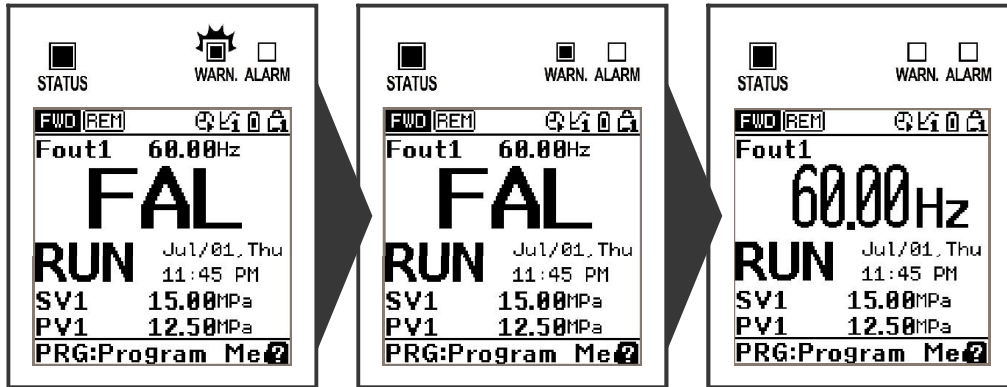 STATUS
WARN. ALARM
FWD REM
Fout1 60.00Hz
FAL
RUN
Jul/01,Thu
11:45 PM
SV1 15.00MPa
PV1 12.50MPa
PRG:Program Me?
STATUS
WARN. ALARM
FWD REM
Fout1 60.00Hz
FAL
RUN
Jul/01,Thu
11:45 PM
SV1 15.00MPa
PV1 12.50MPa
PRG:Program Me?
STATUS
WARN. ALARM
FWD REM
Fout1
60.00Hz
RUN
Jul/01,Thu
11:45 PM
SV1 15.00MPa
PV1 12.50MPa
PRG:Program Me?